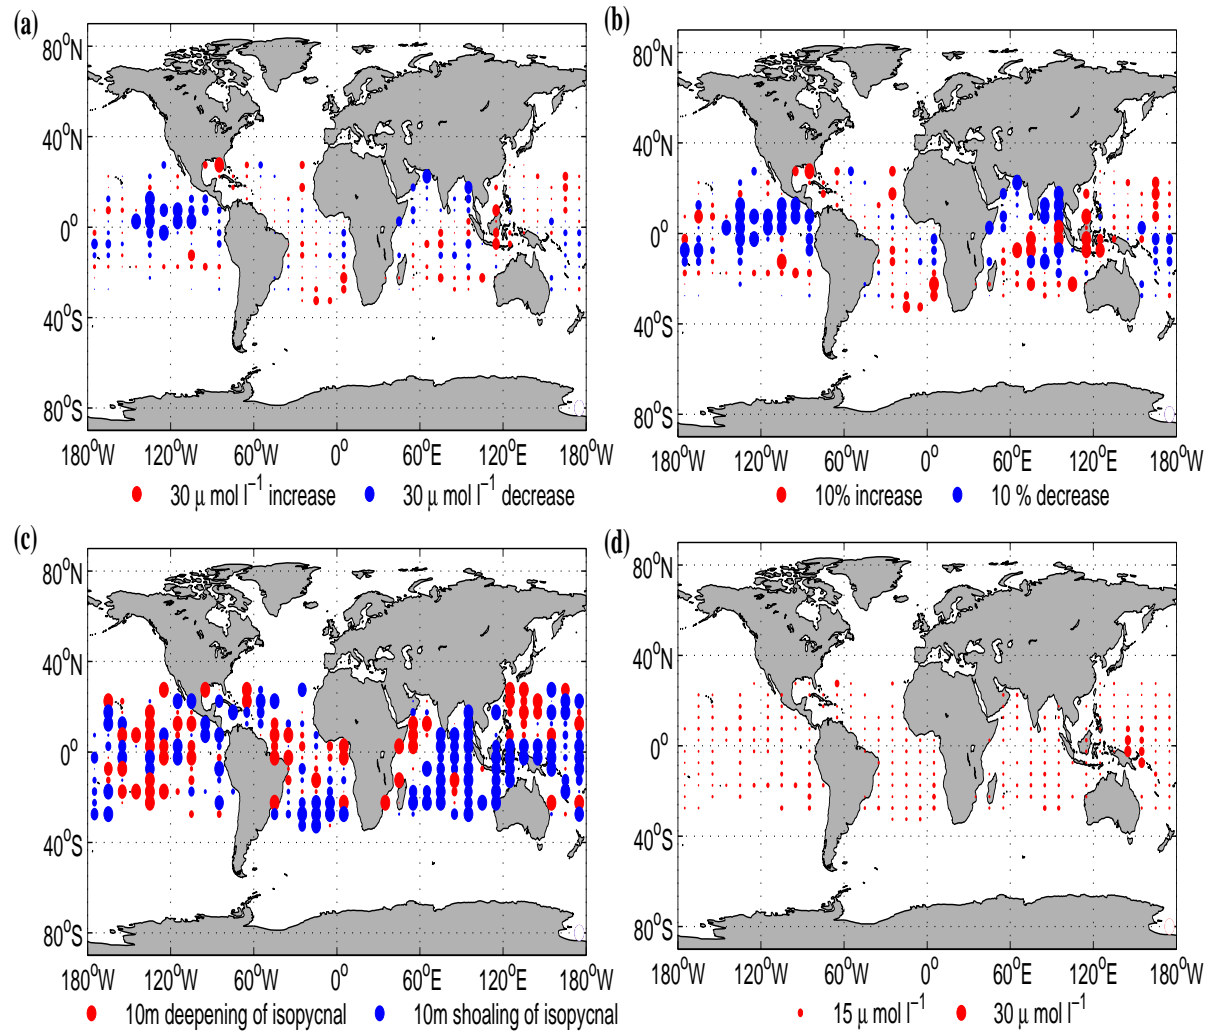 (a)
80°N
40°N
0°
40°S
80°S
180°W 120°W 60°W 0° 60°E 120°E 180°W
30 μ mol l⁻¹ increase 30 μ mol l⁻¹ decrease
(b)
80°N
40°N
0°
40°S
80°S
180°W 120°W 60°W 0° 60°E 120°E 180°W
10% increase 10 % decrease
(c)
80°N
40°N
0°
40°S
80°S
180°W 120°W 60°W 0° 60°E 120°E 180°W
10m deepening of isopycnal 10m shoaling of isopycnal
(d)
80°N
40°N
0°
40°S
80°S
180°W 120°W 60°W 0° 60°E 120°E 180°W
15 μ mol l⁻¹ 30 μ mol l⁻¹